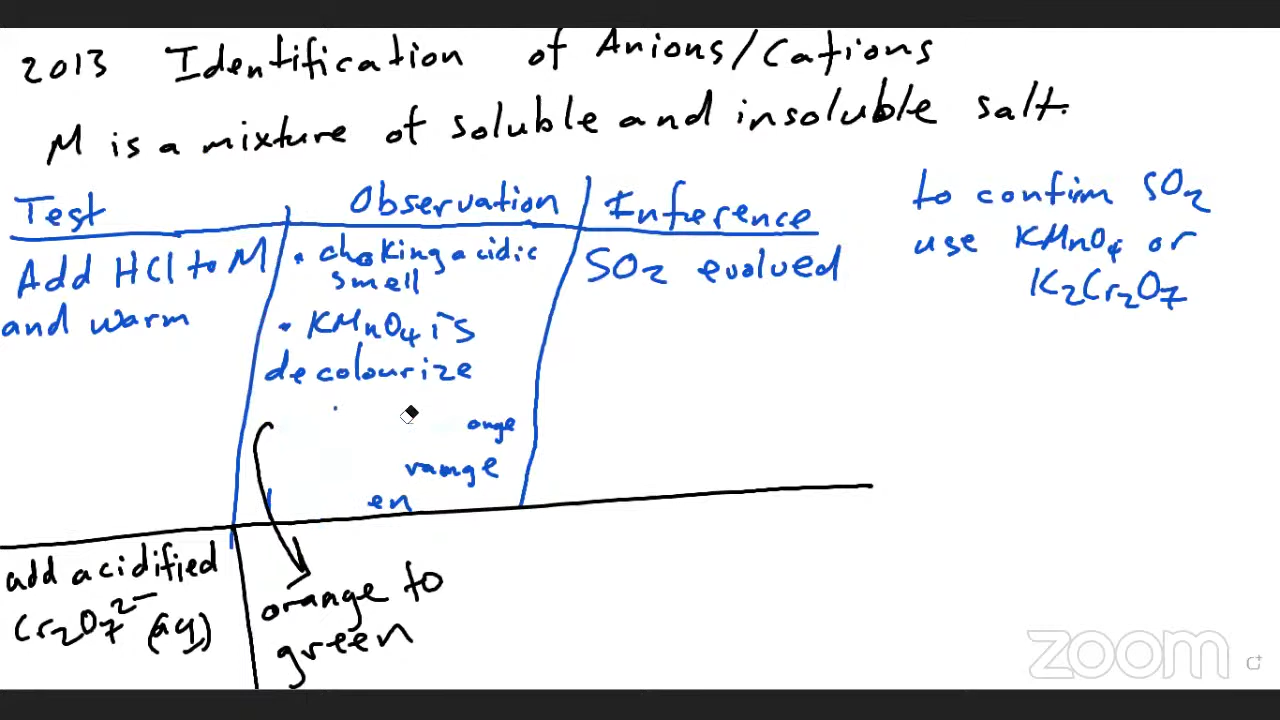 2013 Identification of Anions/Cations
M is a mixture of soluble and insoluble salt.
Test Observation Inference
Add HCl to M
and warm
• choking acidic
smell
• KMnO4 is
decolourize
onge
range
en
SO2 evolued
to confirm SO2
use KMnO4 or
K2Cr2O7
add acidified
Cr2O7 2- (aq)
orange to
green
zoom